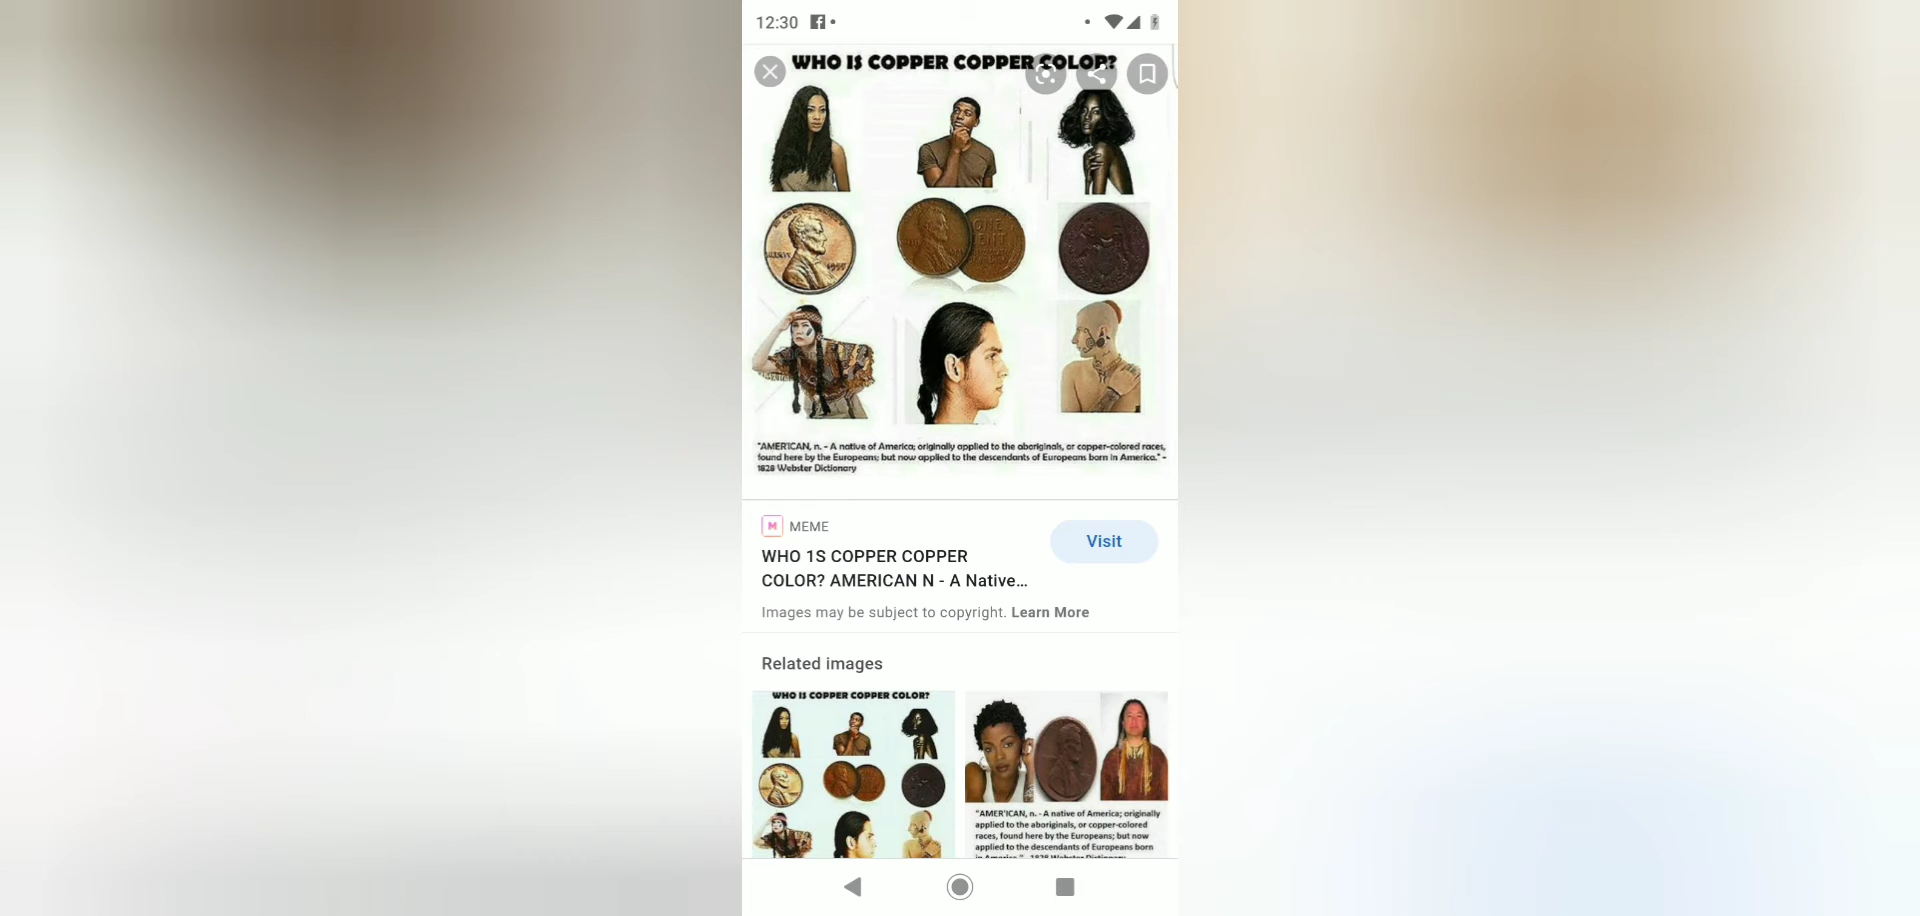 12:30
WHO IS COPPER COPPER COLOR?
1955
ONE
CENT
"AMER'ICAN, n. - A native of America; originally applied to the aboriginals, or copper-colored races,
found here by the Europeans; but now applied to the descendants of Europeans born in America." -
1828 Webster Dictionary
M MEME
WHO 1S COPPER COPPER
COLOR? AMERICAN N - A Native...
Visit
Images may be subject to copyright. Learn More
Related images
WHO IS COPPER COPPER COLOR?
"AMER'ICAN, n. - A native of America; originally
applied to the aboriginals, or copper-colored
races, found here by the Europeans; but now
applied to the descendants of Europeans born
in America." - 1828 Webster Dictionary